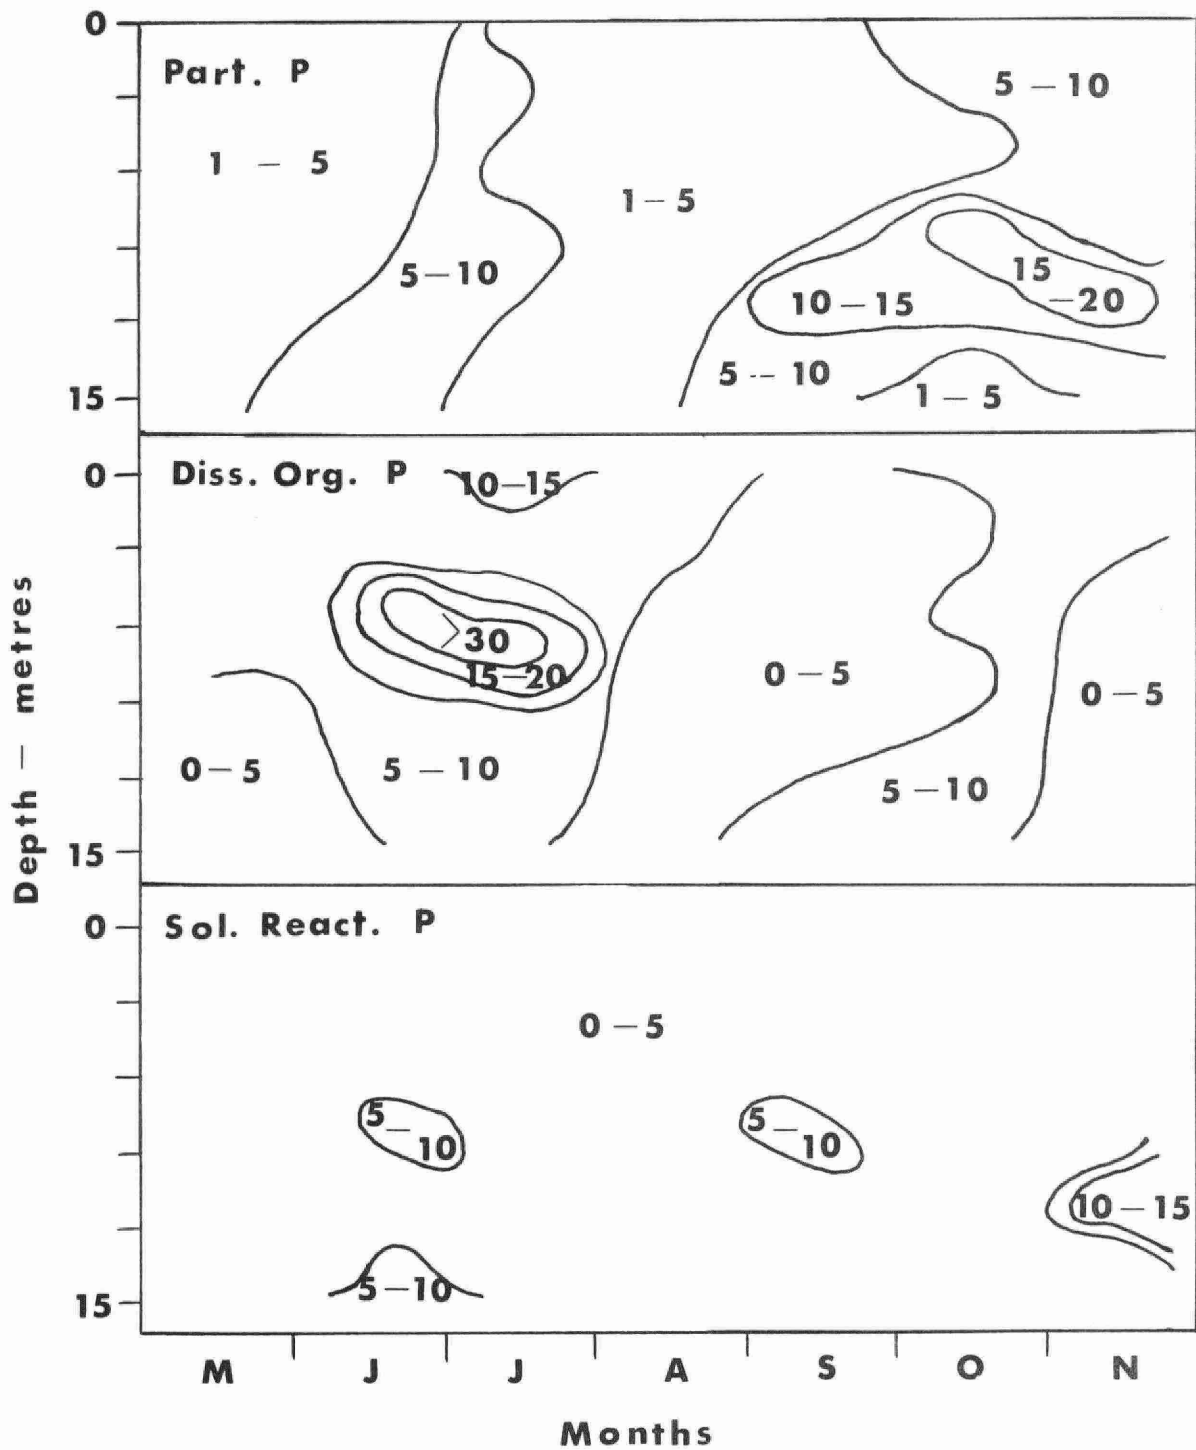 0
Part. P
5 – 10
1 – 5
1 – 5
5 – 10
15
– 20
10 – 15
5 -- 10
1 – 5
15
0
Diss. Org. P
10 – 15
> 30
15 – 20
0 – 5
0 – 5
0 – 5
5 – 10
5 – 10
15
Depth – metres
0
Sol. React. P
0 – 5
5 –
10
5 –
10
10 – 15
5 – 10
15
M J J A S O N
Months